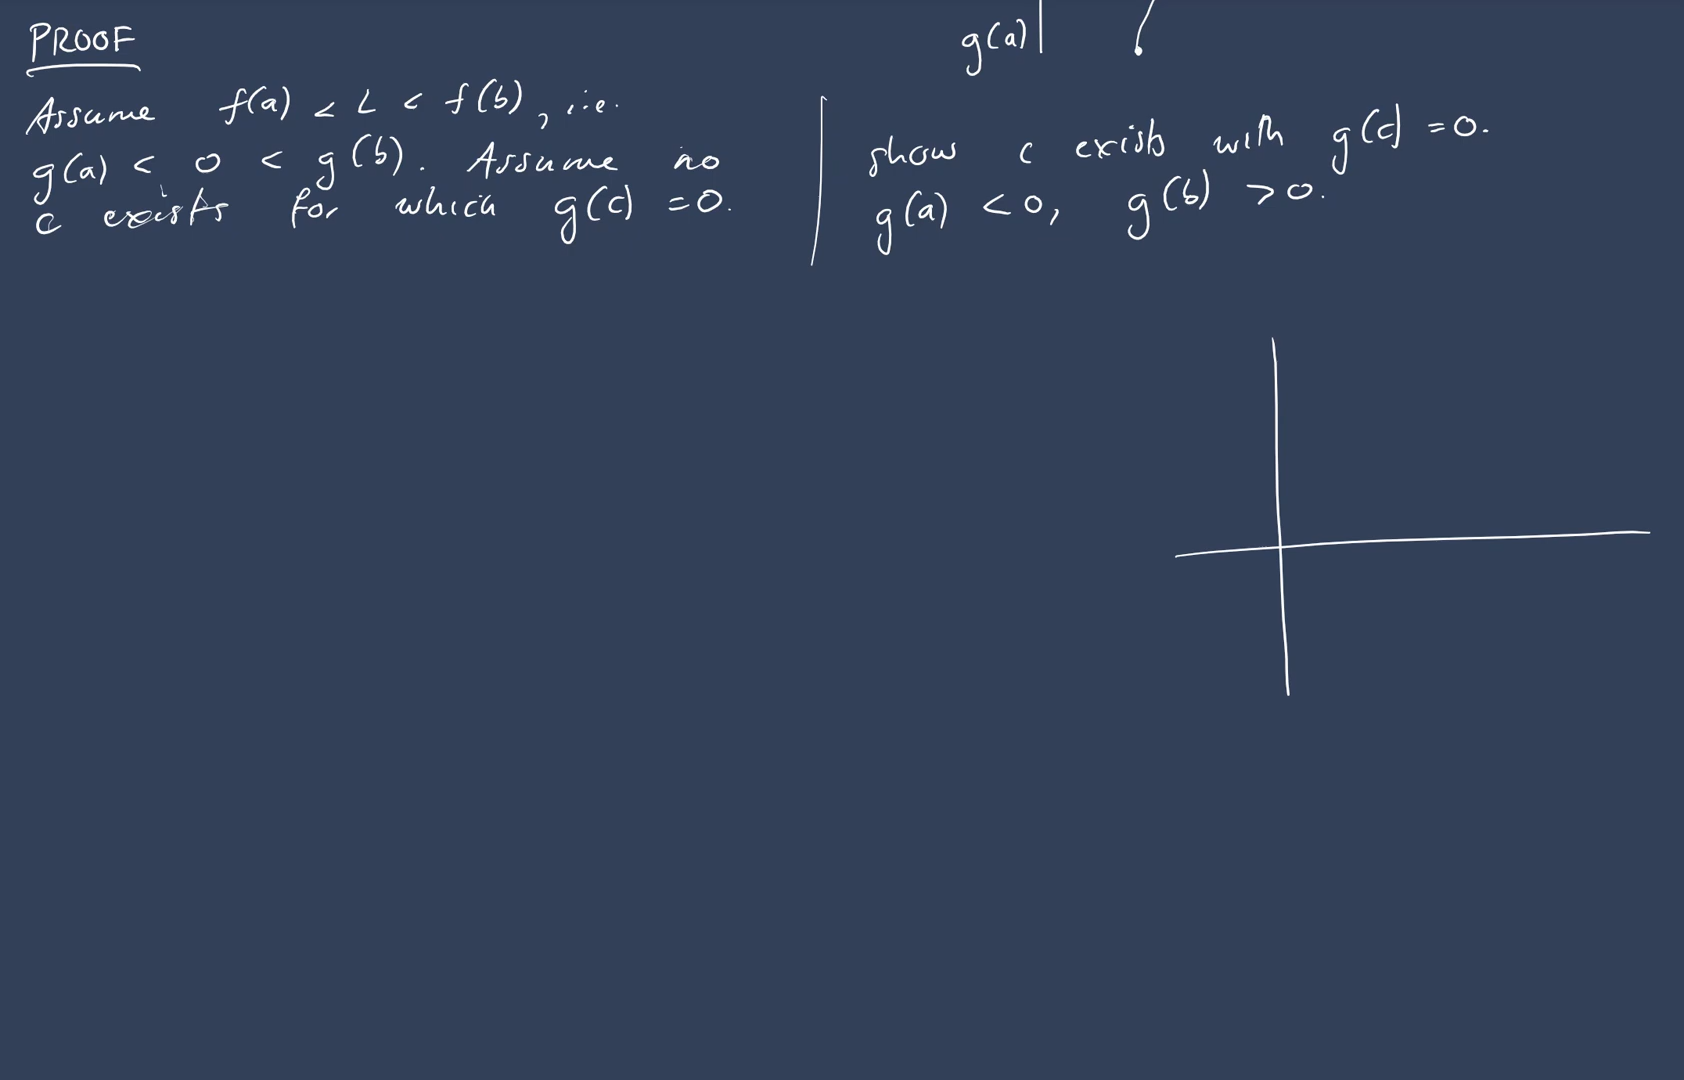 PROOF
g(a)
Assume f(a) < L < f(b), i.e.
g(a) < 0 < g(b). Assume no
c exists for which g(c) = 0.
show c exists with g(c) = 0.
g(a) < 0, g(b) > 0.